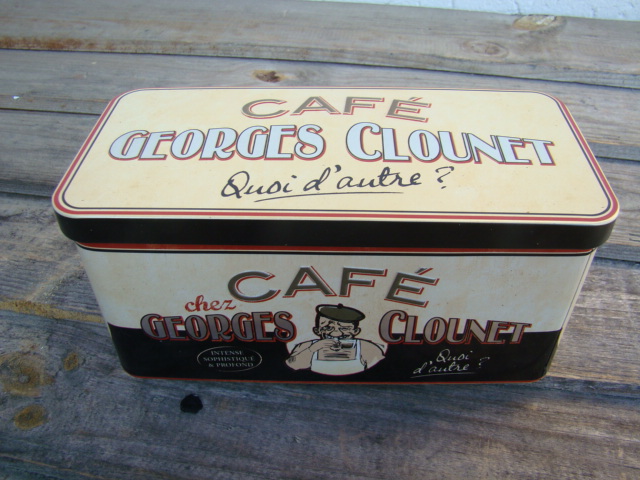 CAFÉ
GEORGES CLOUNET
Quoi d'autre ?
CAFÉ
chez
GEORGES CLOUNET
INTENSE
SOPHISTIQUÉ
& PROFOND
Quoi
d'autre ?